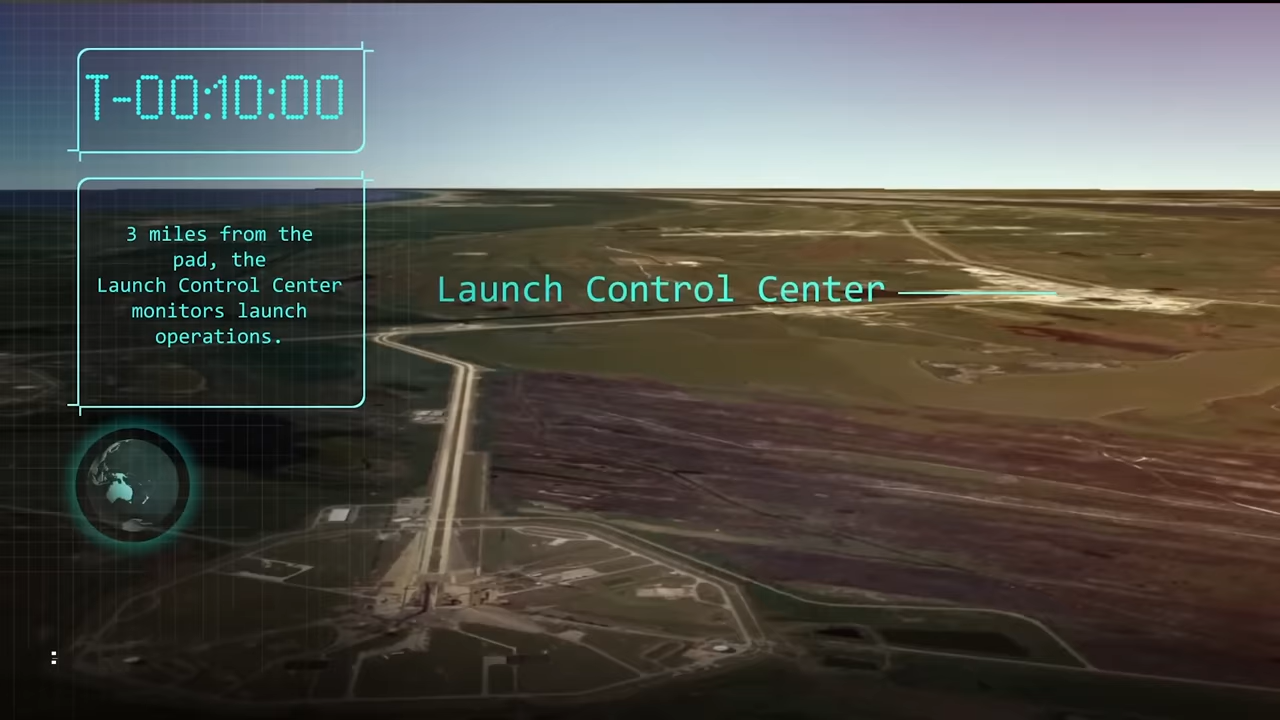 T-00:10:00
3 miles from the
pad, the
Launch Control Center
monitors launch
operations.
Launch Control Center